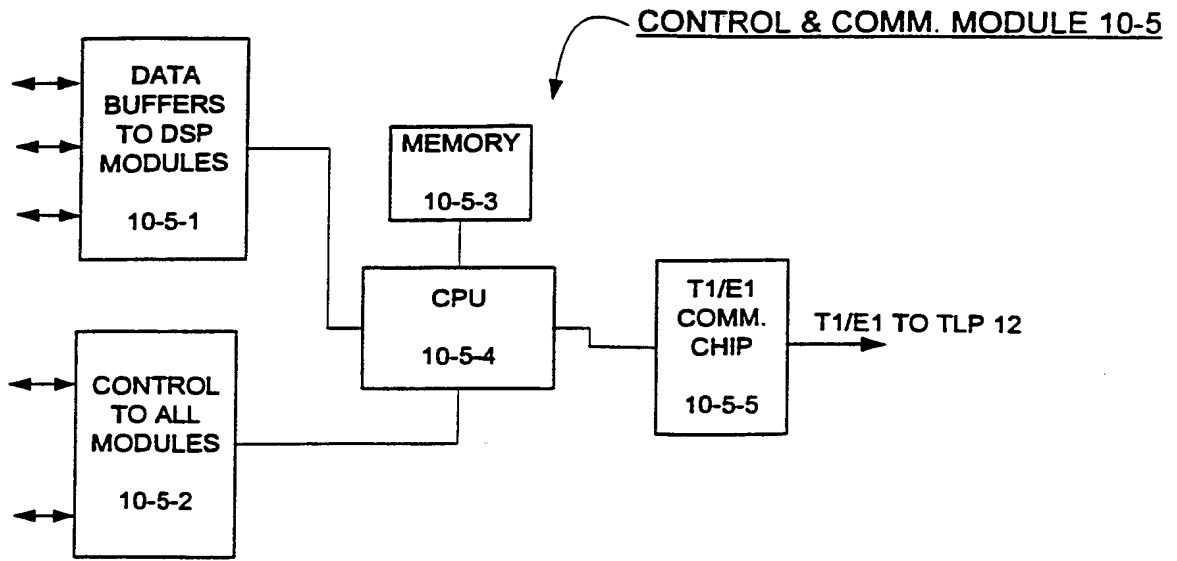 CONTROL & COMM. MODULE 10-5
DATA
BUFFERS
TO DSP
MODULES
10-5-1
MEMORY
10-5-3
CPU
10-5-4
T1/E1
COMM.
CHIP
10-5-5
T1/E1 TO TLP 12
CONTROL
TO ALL
MODULES
10-5-2